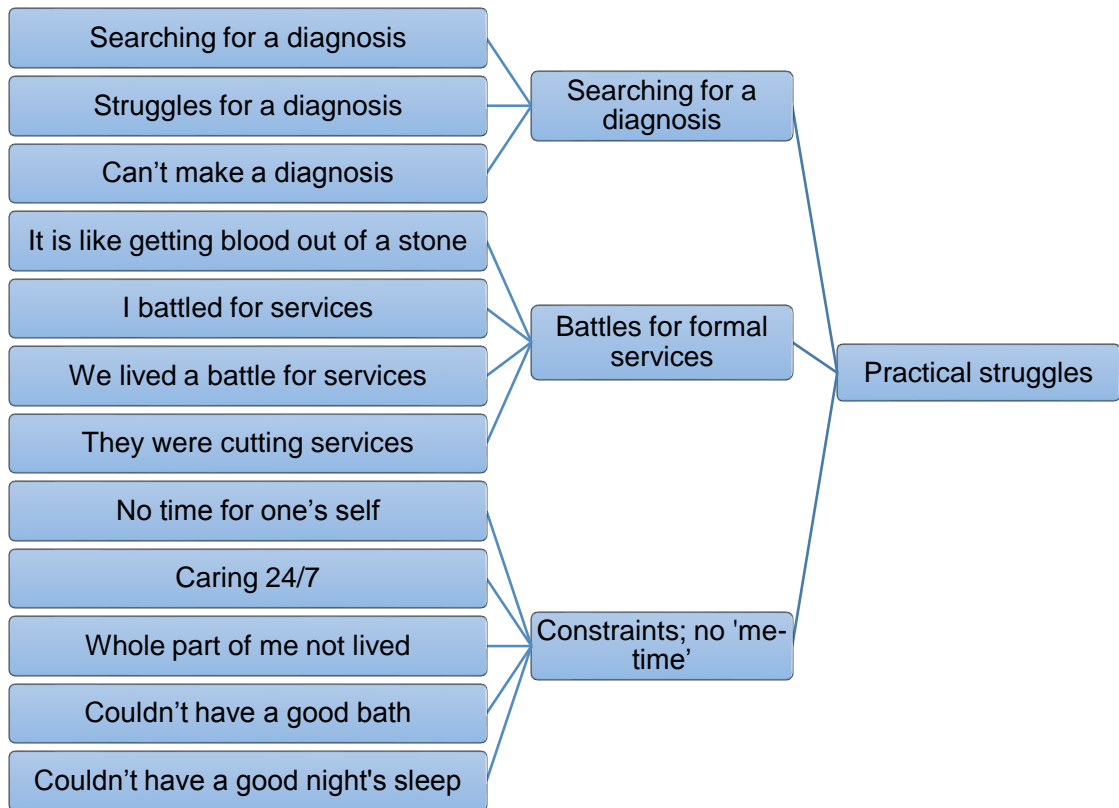 Searching for a diagnosis
Struggles for a diagnosis
Can’t make a diagnosis
It is like getting blood out of a stone
I battled for services
We lived a battle for services
They were cutting services
No time for one’s self
Caring 24/7
Whole part of me not lived
Couldn’t have a good bath
Couldn’t have a good night's sleep
Searching for a
diagnosis
Battles for formal
services
Constraints; no 'me-
time’
Practical struggles